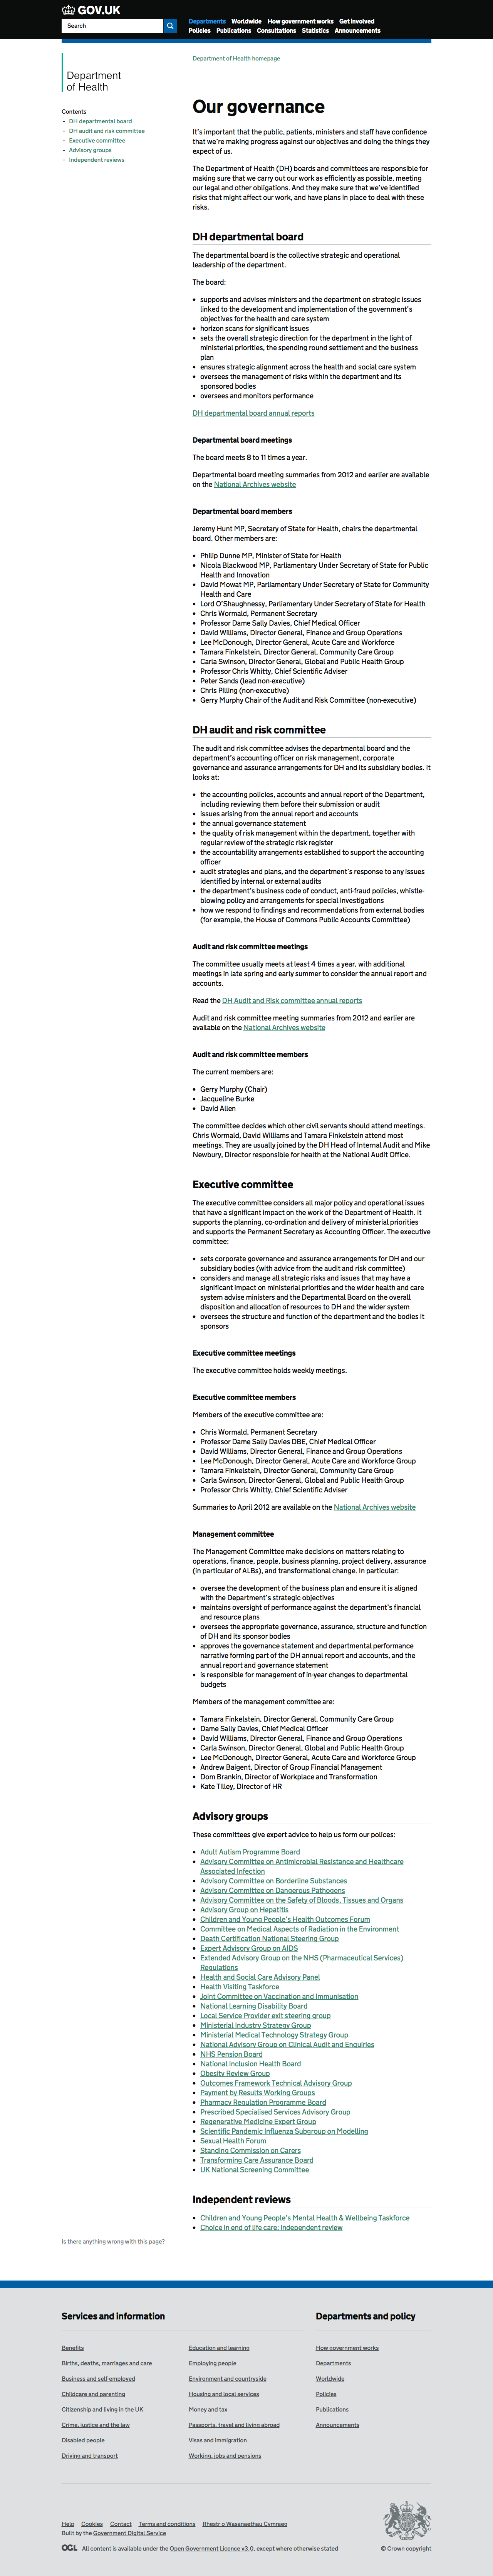 GOV.UK
Search
Departments Worldwide How government works Get involved
Policies Publications Consultations Statistics Announcements
Department
of Health
Department of Health homepage
Contents
- DH departmental board
- DH audit and risk committee
- Executive committee
- Advisory groups
- Independent reviews
Our governance
It's important that the public, patients, ministers and staff have confidence
that we're making progress against our objectives and doing the things they
expect of us.
The Department of Health (DH) boards and committees are responsible for
making sure that we carry out our work as efficiently as possible, meeting
our legal and other obligations. And they make sure that we've identified
risks that might affect our work, and have plans in place to deal with these
risks.
DH departmental board
The departmental board is the collective strategic and operational
leadership of the department.
The board:
• supports and advises ministers and the department on strategic issues
linked to the development and implementation of the government's
objectives for the health and care system
• horizon scans for significant issues
• sets the overall strategic direction for the department in the light of
ministerial priorities, the spending round settlement and the business
plan
• ensures strategic alignment across the health and social care system
• oversees the management of risks within the department and its
sponsored bodies
• oversees and monitors performance
DH departmental board annual reports
Departmental board meetings
The board meets 8 to 11 times a year.
Departmental board meeting summaries from 2012 and earlier are available
on the National Archives website
Departmental board members
Jeremy Hunt MP, Secretary of State for Health, chairs the departmental
board. Other members are:
• Philip Dunne MP, Minister of State for Health
• Nicola Blackwood MP, Parliamentary Under Secretary of State for Public
Health and Innovation
• David Mowat MP, Parliamentary Under Secretary of State for Community
Health and Care
• Lord O'Shaughnessy, Parliamentary Under Secretary of State for Health
• Chris Wormald, Permanent Secretary
• Professor Dame Sally Davies, Chief Medical Officer
• David Williams, Director General, Finance and Group Operations
• Lee McDonough, Director General, Acute Care and Workforce
• Tamara Finkelstein, Director General, Community Care Group
• Carla Swinson, Director General, Global and Public Health Group
• Professor Chris Whitty, Chief Scientific Adviser
• Peter Sands (lead non-executive)
• Chris Pilling (non-executive)
• Gerry Murphy Chair of the Audit and Risk Committee (non-executive)
DH audit and risk committee
The audit and risk committee advises the departmental board and the
department's accounting officer on risk management, corporate
governance and assurance arrangements for DH and its subsidiary bodies. It
looks at:
• the accounting policies, accounts and annual report of the Department,
including reviewing them before their submission or audit
• issues arising from the annual report and accounts
• the annual governance statement
• the quality of risk management within the department, together with
regular review of the strategic risk register
• the accountability arrangements established to support the accounting
officer
• audit strategies and plans, and the department's response to any issues
identified by internal or external audits
• the department's business code of conduct, anti-fraud policies, whistle-
blowing policy and arrangements for special investigations
• how we respond to findings and recommendations from external bodies
(for example, the House of Commons Public Accounts Committee)
Audit and risk committee meetings
The committee usually meets at least 4 times a year, with additional
meetings in late spring and early summer to consider the annual report and
accounts.
Read the DH Audit and Risk committee annual reports
Audit and risk committee meeting summaries from 2012 and earlier are
available on the National Archives website
Audit and risk committee members
The current members are:
• Gerry Murphy (Chair)
• Jacqueline Burke
• David Allen
The committee decides which other civil servants should attend meetings.
Chris Wormald, David Williams and Tamara Finkelstein attend most
meetings. They are usually joined by the DH Head of Internal Audit and Mike
Newbury, Director responsible for health at the National Audit Office.
Executive committee
The executive committee considers all major policy and operational issues
that have a significant impact on the work of the Department of Health. It
supports the planning, co-ordination and delivery of ministerial priorities
and supports the Permanent Secretary as Accounting Officer. The executive
committee:
• sets corporate governance and assurance arrangements for DH and our
subsidiary bodies (with advice from the audit and risk committee)
• considers and manage all strategic risks and issues that may have a
significant impact on ministerial priorities and the wider health and care
system advise ministers and the Departmental Board on the overall
disposition and allocation of resources to DH and the wider system
• oversees the structure and function of the department and the bodies it
sponsors
Executive committee meetings
The executive committee holds weekly meetings.
Executive committee members
Members of the executive committee are:
• Chris Wormald, Permanent Secretary
• Professor Dame Sally Davies DBE, Chief Medical Officer
• David Williams, Director General, Finance and Group Operations
• Lee McDonough, Director General, Acute Care and Workforce Group
• Tamara Finkelstein, Director General, Community Care Group
• Carla Swinson, Director General, Global and Public Health Group
• Professor Chris Whitty, Chief Scientific Adviser
Summaries to April 2012 are available on the National Archives website
Management committee
The Management Committee make decisions on matters relating to
operations, finance, people, business planning, project delivery, assurance
(in particular of ALBs), and transformational change. In particular:
• oversee the development of the business plan and ensure it is aligned
with the Department's strategic objectives
• maintains oversight of performance against the department's financial
and resource plans
• oversees the appropriate governance, assurance, structure and function
of DH and its sponsor bodies
• approves the governance statement and departmental performance
narrative forming part of the DH annual report and accounts, and the
annual report and governance statement
• is responsible for management of in-year changes to departmental
budgets
Members of the management committee are:
• Tamara Finkelstein, Director General, Community Care Group
• Dame Sally Davies, Chief Medical Officer
• David Williams, Director General, Finance and Group Operations
• Carla Swinson, Director General, Global and Public Health Group
• Lee McDonough, Director General, Acute Care and Workforce Group
• Andrew Baigent, Director of Group Financial Management
• Dom Brankin, Director of Workplace and Transformation
• Kate Tilley, Director of HR
Advisory groups
These committees give expert advice to help us form our polices:
• Adult Autism Programme Board
• Advisory Committee on Antimicrobial Resistance and Healthcare
Associated Infection
• Advisory Committee on Borderline Substances
• Advisory Committee on Dangerous Pathogens
• Advisory Committee on the Safety of Bloods, Tissues and Organs
• Advisory Group on Hepatitis
• Children and Young People's Health Outcomes Forum
• Committee on Medical Aspects of Radiation in the Environment
• Death Certification National Steering Group
• Expert Advisory Group on AIDS
• Extended Advisory Group on the NHS (Pharmaceutical Services)
Regulations
• Health and Social Care Advisory Panel
• Health Visiting Taskforce
• Joint Committee on Vaccination and Immunisation
• National Learning Disability Board
• Local Service Provider exit steering group
• Ministerial Industry Strategy Group
• Ministerial Medical Technology Strategy Group
• National Advisory Group on Clinical Audit and Enquiries
• NHS Pension Board
• National Inclusion Health Board
• Obesity Review Group
• Outcomes Framework Technical Advisory Group
• Payment by Results Working Groups
• Pharmacy Regulation Programme Board
• Prescribed Specialised Services Advisory Group
• Regenerative Medicine Expert Group
• Scientific Pandemic Influenza Subgroup on Modelling
• Sexual Health Forum
• Standing Commission on Carers
• Transforming Care Assurance Board
• UK National Screening Committee
Independent reviews
• Children and Young People's Mental Health & Wellbeing Taskforce
• Choice in end of life care: independent review
Is there anything wrong with this page?
Services and information
Benefits
Births, deaths, marriages and care
Business and self-employed
Childcare and parenting
Citizenship and living in the UK
Crime, justice and the law
Disabled people
Driving and transport
Education and learning
Employing people
Environment and countryside
Housing and local services
Money and tax
Passports, travel and living abroad
Visas and immigration
Working, jobs and pensions
Departments and policy
How government works
Departments
Worldwide
Policies
Publications
Announcements
Help Cookies Contact Terms and conditions Rhestr o Wasanaethau Cymraeg
Built by the Government Digital Service
OGL All content is available under the Open Government Licence v3.0, except where otherwise stated
© Crown copyright